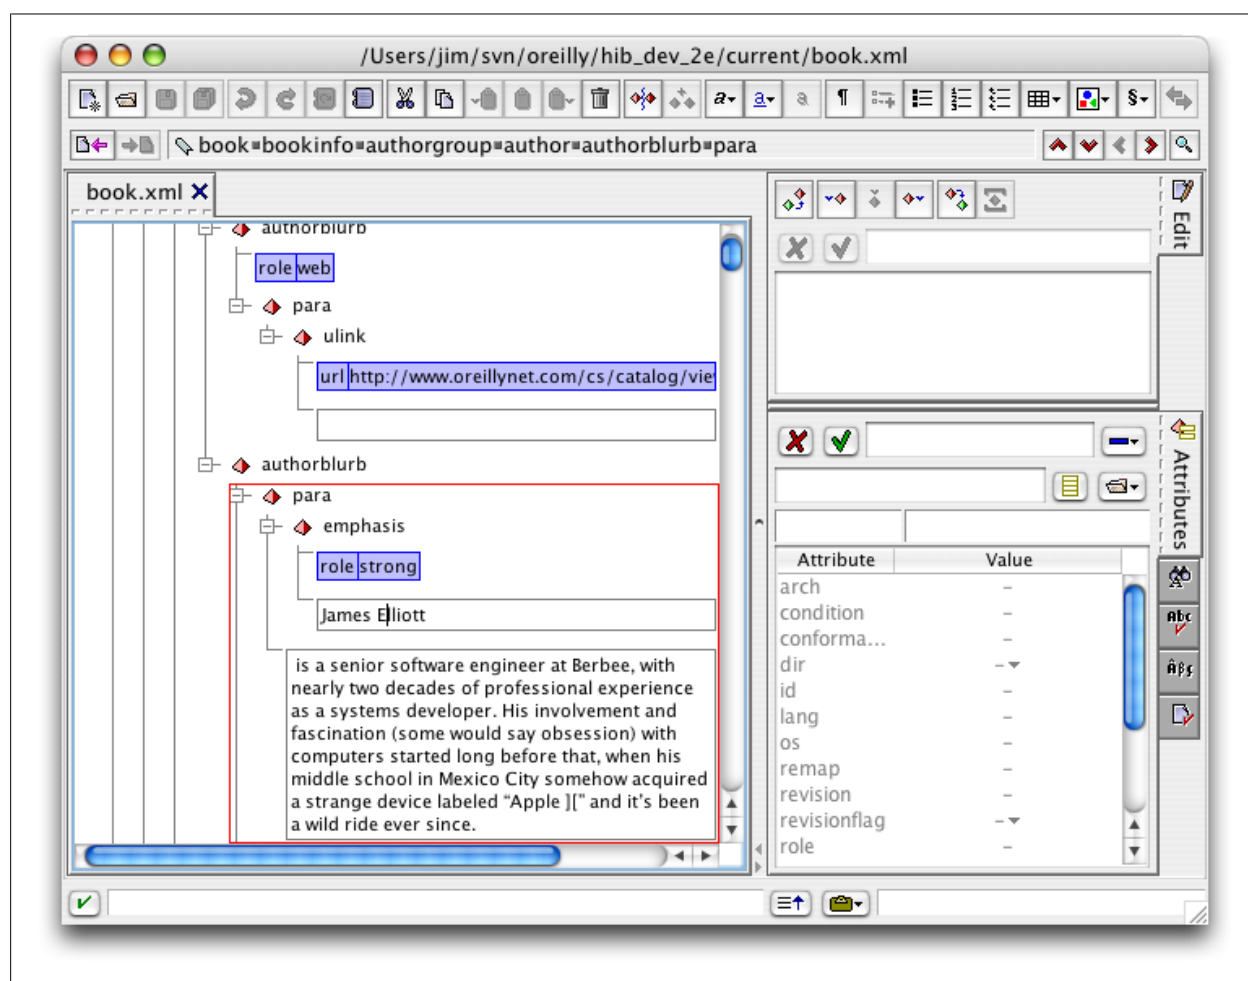 /Users/jim/svn/oreilly/hib_dev_2e/current/book.xml
a a a ¶ §
book bookinfo authorgroup author authorblurb para
book.xml
authorblurb
role web
para
ulink
url http://www.oreillynet.com/cs/catalog/vie
authorblurb
para
emphasis
role strong
James Elliott
is a senior software engineer at Berbee, with
nearly two decades of professional experience
as a systems developer. His involvement and
fascination (some would say obsession) with
computers started long before that, when his
middle school in Mexico City somehow acquired
a strange device labeled “Apple ][" and it's been
a wild ride ever since.
Edit
Attributes
Attribute Value
arch –
condition –
conforma... –
dir –
id –
lang –
os –
remap –
revision –
revisionflag –
role –
Abc